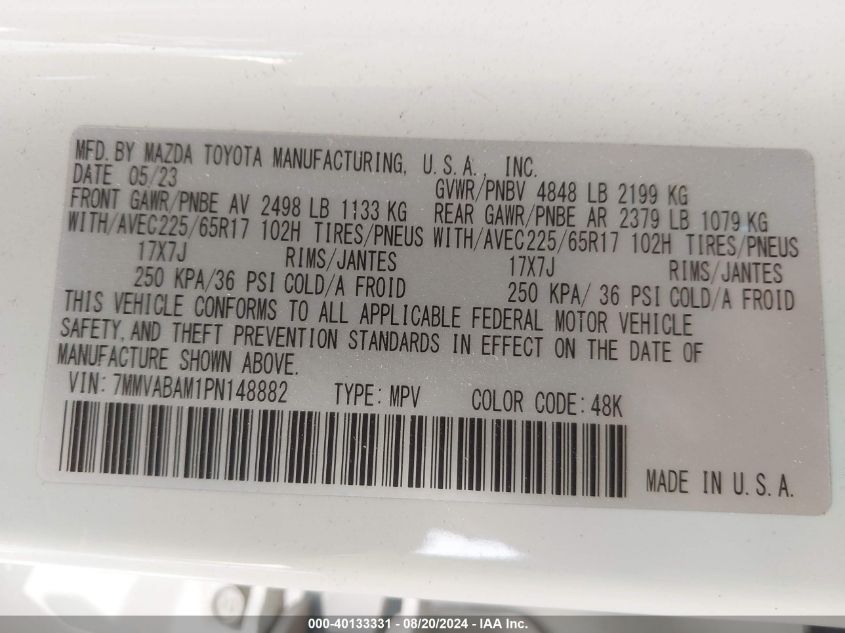 MFD. BY MAZDA TOYOTA MANUFACTURING, U.S.A., INC.
DATE 05/23 GVWR/PNBV 4848 LB 2199 KG
FRONT GAWR/PNBE AV 2498 LB 1133 KG REAR GAWR/PNBE AR 2379 LB 1079 KG
WITH/AVEC225/65R17 102H TIRES/PNEUS WITH/AVEC225/65R17 102H TIRES/PNEUS
17X7J RIMS/JANTES 17X7J RIMS/JANTES
250 KPA/36 PSI COLD/A FROID 250 KPA/ 36 PSI COLD/A FROID
THIS VEHICLE CONFORMS TO ALL APPLICABLE FEDERAL MOTOR VEHICLE
SAFETY, AND THEFT PREVENTION STANDARDS IN EFFECT ON THE DATE OF
MANUFACTURE SHOWN ABOVE.
VIN: 7MMVABAM1PN148882 TYPE: MPV COLOR CODE: 48K
MADE IN U.S.A.
000-40133331 - 08/20/2024 - IAA Inc.